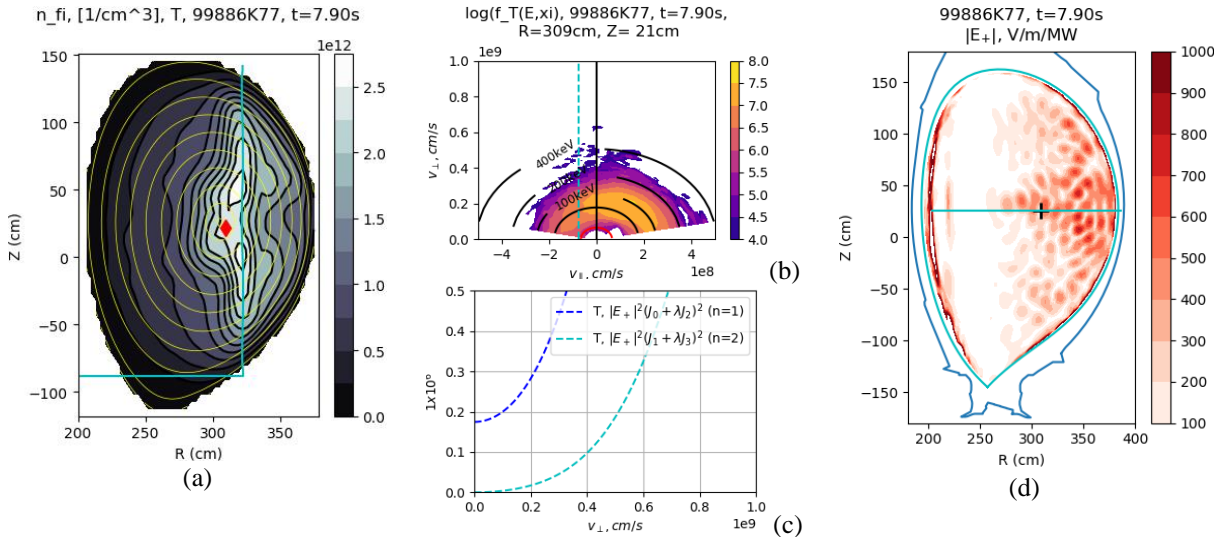 n_fi, [1/cm^3], T, 99886K77, t=7.90s
1e12
150
100
50
0
−50
−100
200
250
300
350
Z (cm)
R (cm)
2.5
2.0
1.5
1.0
0.5
0.0
(a)
log(f_T(E,xi), 99886K77, t=7.90s,
R=309cm, Z= 21cm
1e9
1.0
0.8
0.6
0.4
0.2
0.0
v⊥, cm/s
400keV
100keV
−4
−2
0
2
4
1e8
v∥, cm/s
8.0
7.5
7.0
6.5
6.0
5.5
5.0
4.5
4.0
(b)
0.5
0.4
0.3
0.2
0.1
0.0
1x10⁰
T, |E₊|²(J₀ + λJ₂)² (n=1)
T, |E₊|²(J₁ + λJ₃)² (n=2)
0.0
0.2
0.4
0.6
0.8
1.0
1e9
v⊥, cm/s
(c)
99886K77, t=7.90s
|E₊|, V/m/MW
150
100
50
0
−50
−100
−150
Z (cm)
200
250
300
350
400
R (cm)
1000
900
800
700
600
500
400
300
200
100
(d)